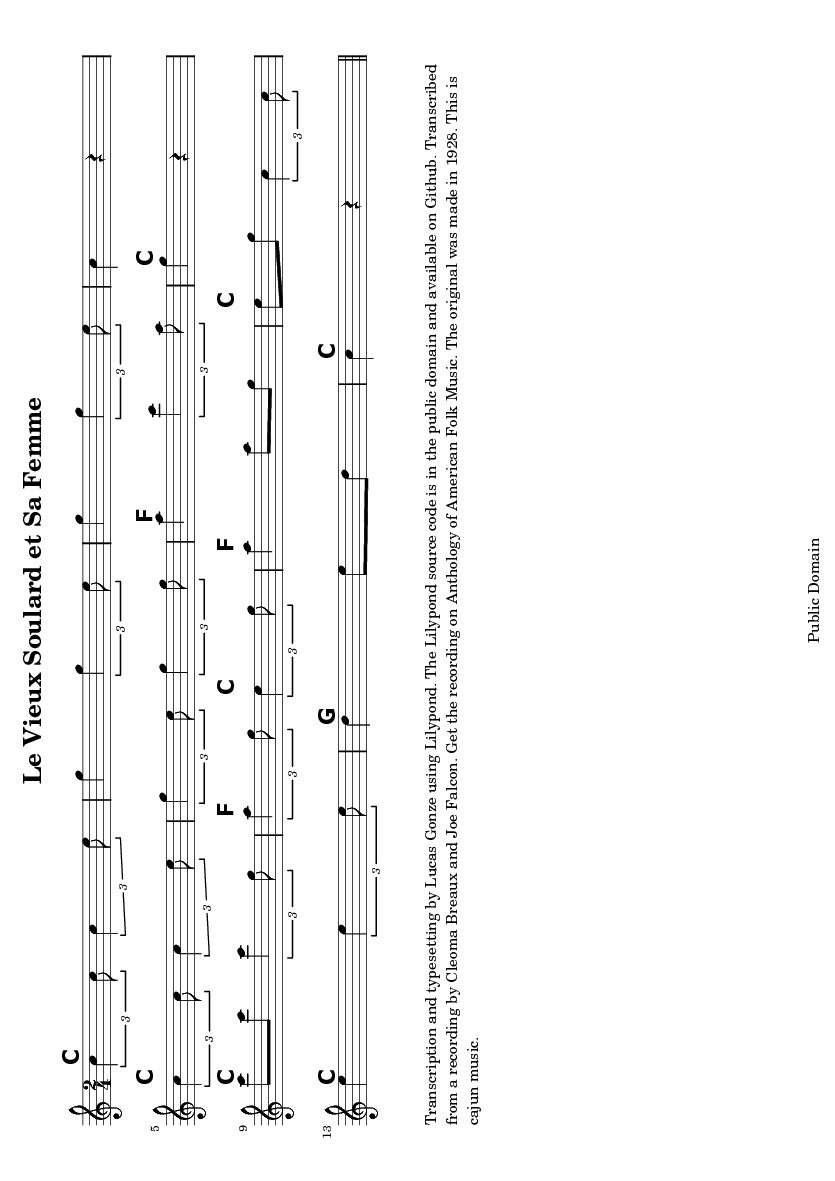 Le Vieux Soulard et Sa Femme
C
2
4
3 3 3 3
5
C F C
3 3 3 3 3
9
C F C F C
3 3 3 3
13
C G C
3
Transcription and typesetting by Lucas Gonze using Lilypond. The Lilypond source code is in the public domain and available on Github. Transcribed
from a recording by Cleoma Breaux and Joe Falcon. Get the recording on Anthology of American Folk Music. The original was made in 1928. This is
cajun music.
Public Domain